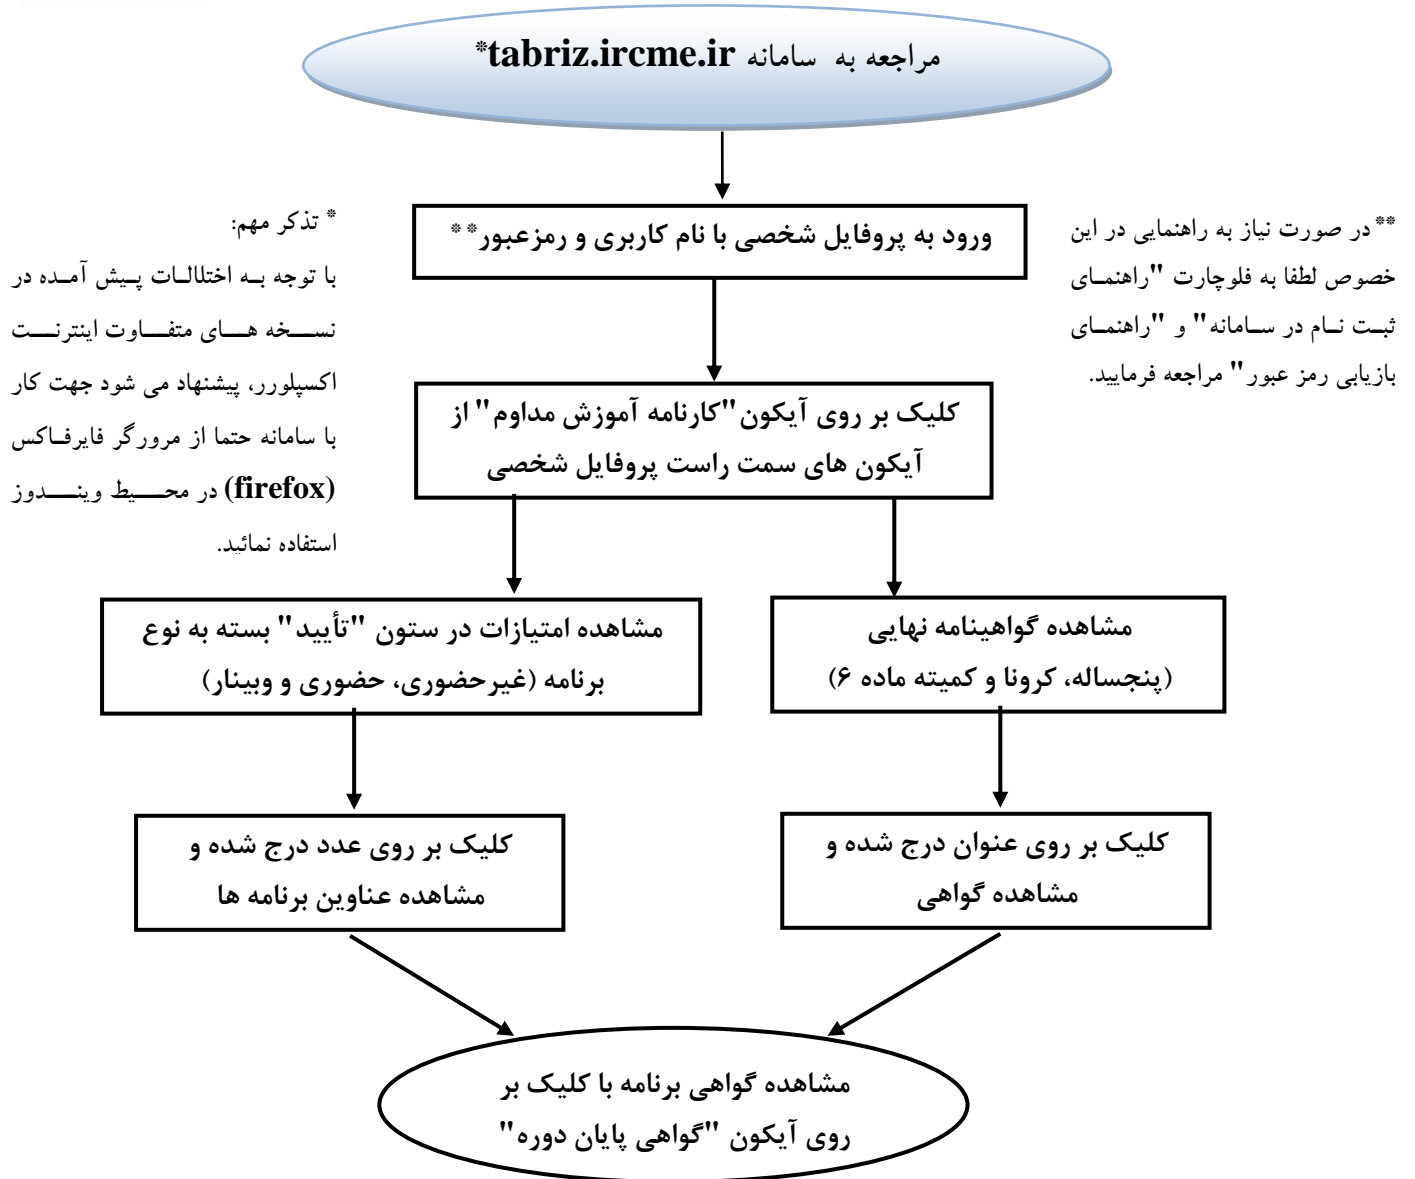 مراجعه به سامانه tabriz.ircme.ir*
ورود به پروفایل شخصی با نام کاربری و رمزعبور**
** در صورت نیاز به راهنمایی در این
خصوص لطفا به فلوچارت "راهنمای
ثبت نام در سامانه" و "راهنمای
بازیابی رمز عبور" مراجعه فرمایید.
* تذکر مهم:
با توجه به اختلالات پیش آمده در
نسخه های متفاوت اینترنت
اکسپلورر، پیشنهاد می شود جهت کار
با سامانه حتما از مرورگر فایرفاکس
(firefox) در محیط ویندوز
استفاده نمائید.
کلیک بر روی آیکون"کارنامه آموزش مداوم" از
آیکون های سمت راست پروفایل شخصی
مشاهده گواهینامه نهایی
(پنجساله، کرونا و کمیته ماده ۶)
مشاهده امتیازات در ستون "تأیید" بسته به نوع
برنامه (غیرحضوری، حضوری و وبینار)
کلیک بر روی عنوان درج شده و
مشاهده گواهی
کلیک بر روی عدد درج شده و
مشاهده عناوین برنامه ها
مشاهده گواهی برنامه با کلیک بر
روی آیکون "گواهی پایان دوره"